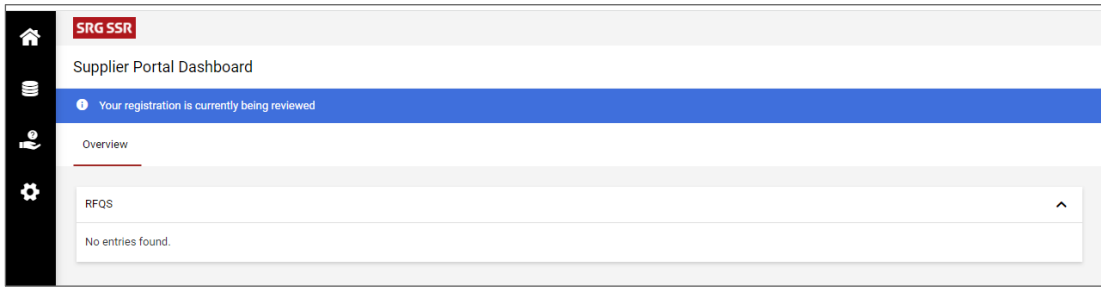 SRG SSR
Supplier Portal Dashboard
Your registration is currently being reviewed
Overview
RFQS
No entries found.